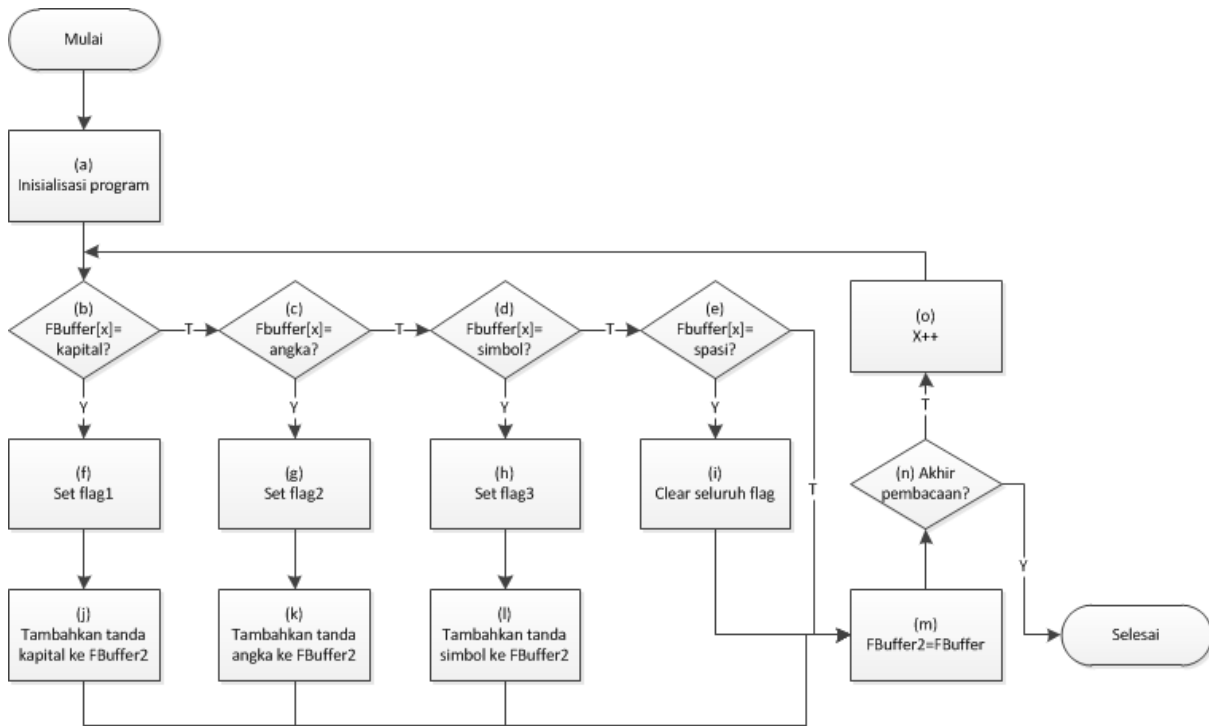 Mulai
(a)
Inisialisasi program
(b)
FBuffer[x]=
kapital?
T
(c)
Fbuffer[x]=
angka?
T
(d)
Fbuffer[x]=
simbol?
T
(e)
Fbuffer[x]=
spasi?
(o)
X++
Y
Y
Y
Y
T
(f)
Set flag1
(g)
Set flag2
(h)
Set flag3
(i)
Clear seluruh flag
T
(n) Akhir
pembacaan?
Y
(j)
Tambahkan tanda
kapital ke FBuffer2
(k)
Tambahkan tanda
angka ke FBuffer2
(l)
Tambahkan tanda
simbol ke FBuffer2
(m)
FBuffer2=FBuffer
Selesai